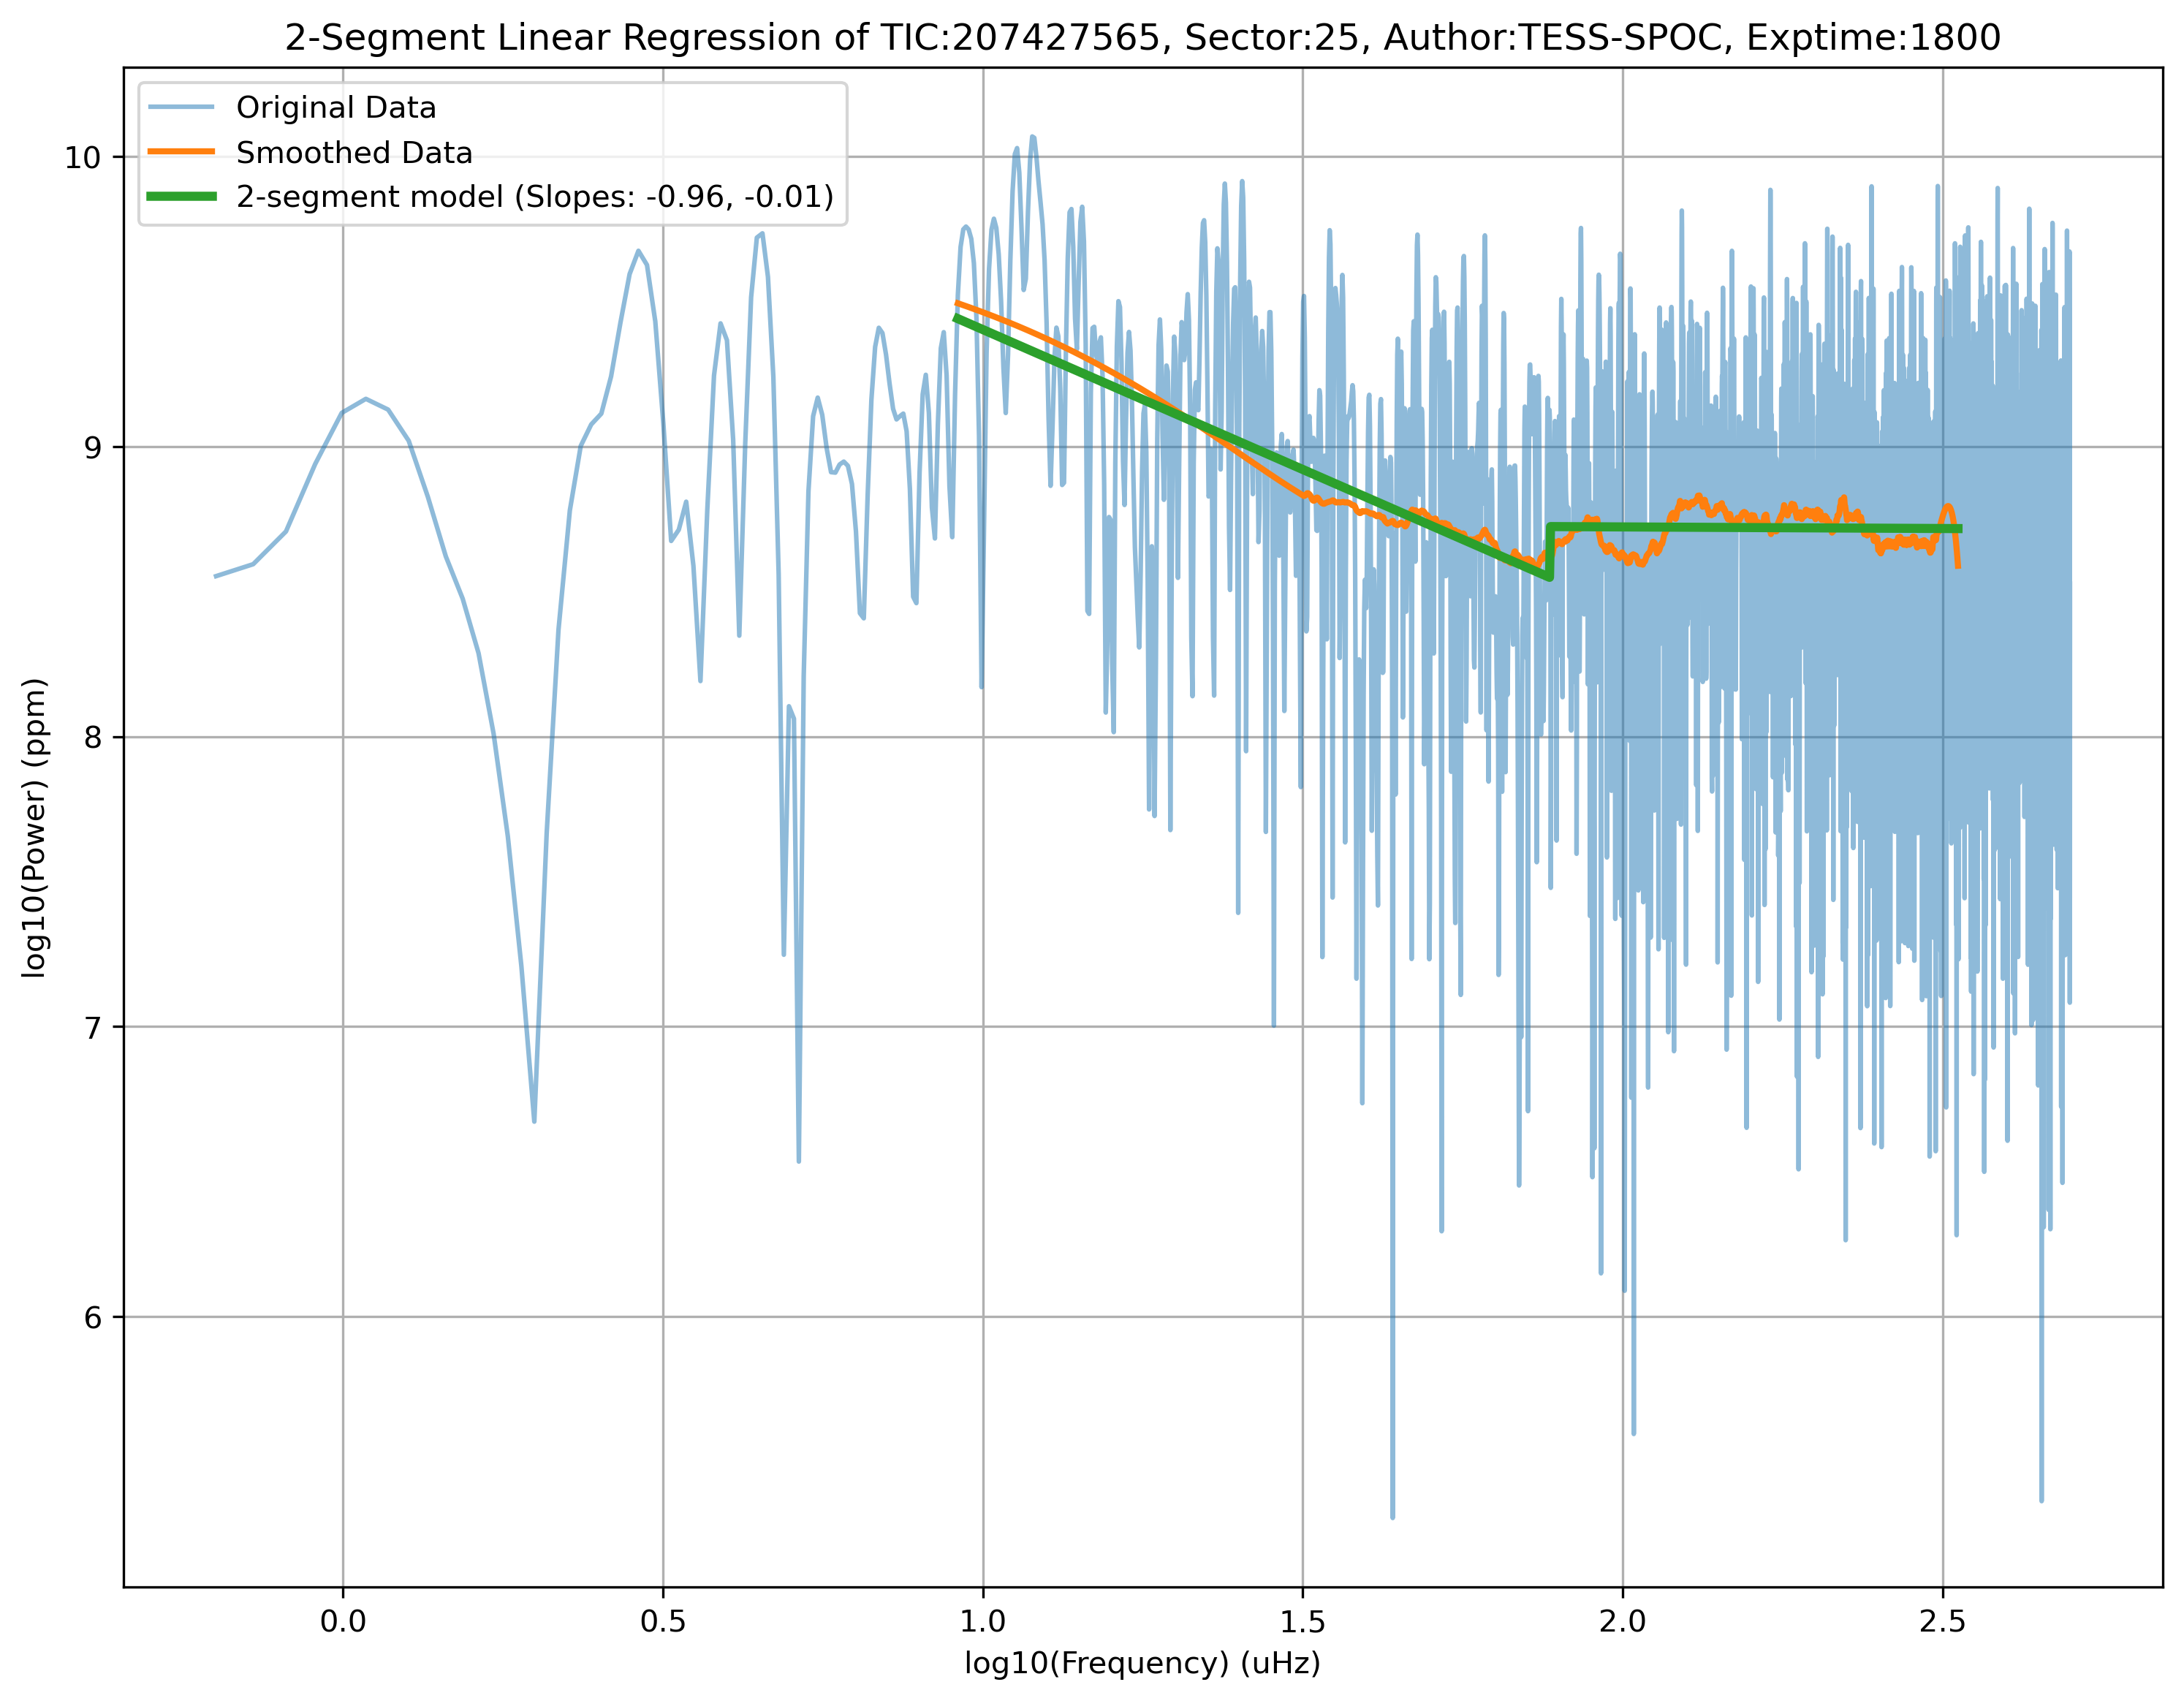 2-Segment Linear Regression of TIC:207427565, Sector:25, Author:TESS-SPOC, Exptime:1800
Original Data
Smoothed Data
2-segment model (Slopes: -0.96, -0.01)
log10(Power) (ppm)
10
9
8
7
6
0.0 0.5 1.0 1.5 2.0 2.5
log10(Frequency) (uHz)